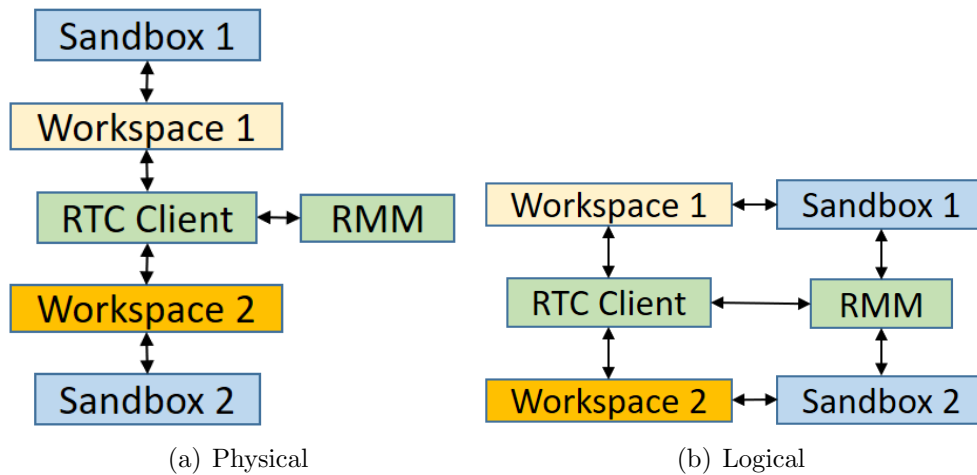 Sandbox 1
Workspace 1
RTC Client
RMM
Workspace 2
Sandbox 2
(a) Physical
Workspace 1
Sandbox 1
RTC Client
RMM
Workspace 2
Sandbox 2
(b) Logical